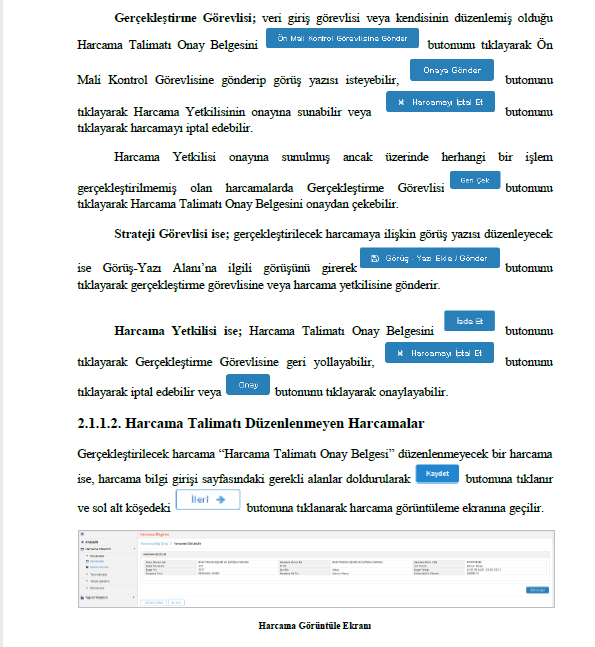 Gerçekleştirme Görevlisi; veri giriş görevlisi veya kendisinin düzenlemiş olduğu
Harcama Talimatı Onay Belgesini Ön Mali Kontrol Görevlisine Gönder butonunu tıklayarak Ön
Mali Kontrol Görevlisine gönderip görüş yazısı isteyebilir, Onaya Gönder butonunu
tıklayarak Harcama Yetkilisinin onayına sunabilir veya Harcamayı İptal Et butonunu
tıklayarak harcamayı iptal edebilir.
Harcama Yetkilisi onayına sunulmuş ancak üzerinde herhangi bir işlem
gerçekleştirilmemiş olan harcamalarda Gerçekleştirme Görevlisi Geri Çek butonunu
tıklayarak Harcama Talimatı Onay Belgesini onaydan çekebilir.
Strateji Görevlisi ise; gerçekleştirilecek harcamaya ilişkin görüş yazısı düzenleyecek
ise Görüş-Yazı Alanı’na ilgili görüşünü girerek Görüş - Yazı Ekle / Gönder butonunu
tıklayarak gerçekleştirme görevlisine veya harcama yetkilisine gönderir.
Harcama Yetkilisi ise; Harcama Talimatı Onay Belgesini İade Et butonunu
tıklayarak Gerçekleştirme Görevlisine geri yollayabilir, Harcamayı İptal Et butonunu
tıklayarak iptal edebilir veya Onay butonunu tıklayarak onaylayabilir.
2.1.1.2. Harcama Talimatı Düzenlenmeyen Harcamalar
Gerçekleştirilecek harcama “Harcama Talimatı Onay Belgesi” düzenlenmeyecek bir harcama
ise, harcama bilgi girişi sayfasındaki gerekli alanlar doldurularak Kaydet butonuna tıklanır
ve sol alt köşedeki İleri butonuna tıklanarak harcama görüntüleme ekranına geçilir.
Harcama Bilgileri
Harcama Görüntüle Ekranı